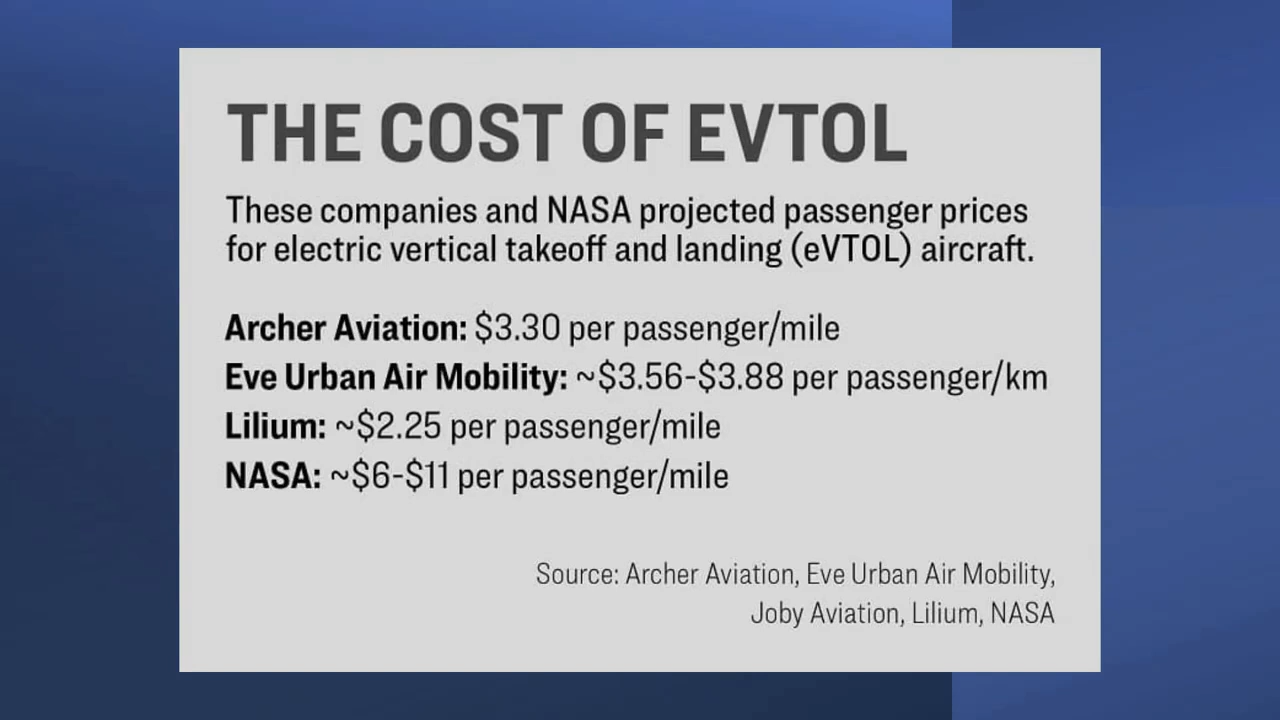 THE COST OF EVTOL
These companies and NASA projected passenger prices
for electric vertical takeoff and landing (eVTOL) aircraft.
Archer Aviation: $3.30 per passenger/mile
Eve Urban Air Mobility: ~$3.56-$3.88 per passenger/km
Lilium: ~$2.25 per passenger/mile
NASA: ~$6-$11 per passenger/mile
Source: Archer Aviation, Eve Urban Air Mobility,
Joby Aviation, Lilium, NASA